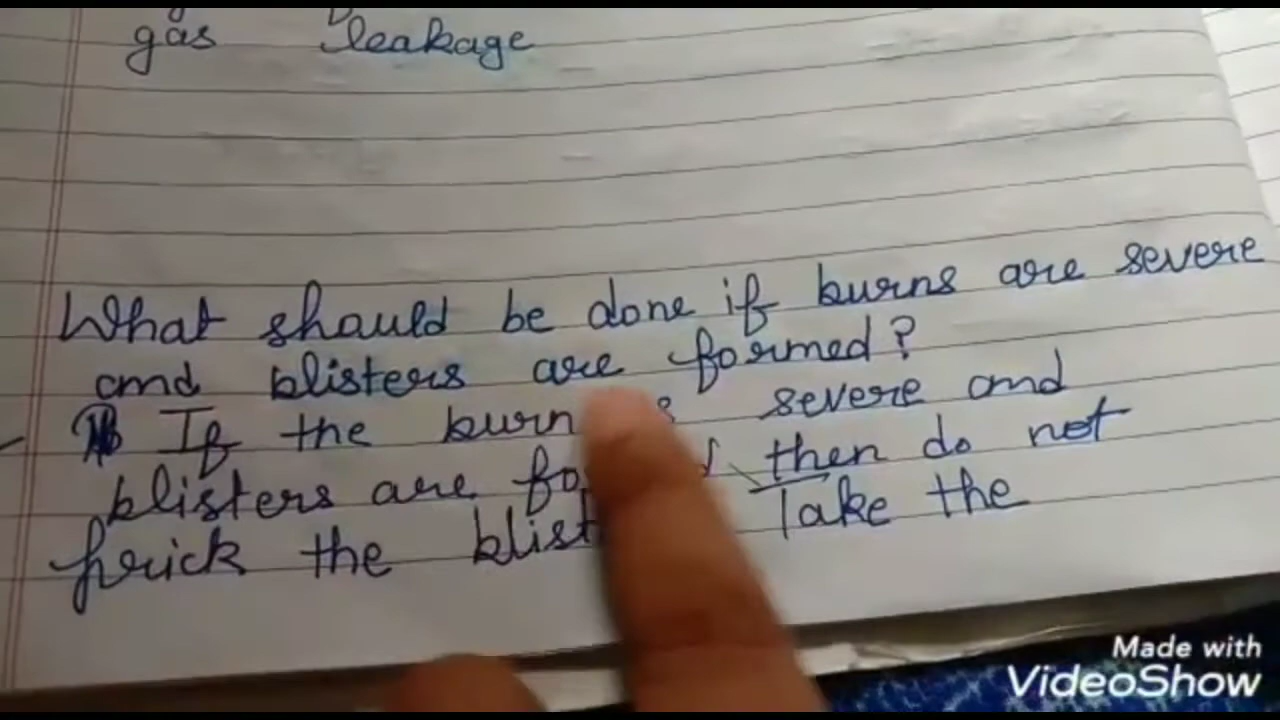 gas leakage
What should be done if burns are severe
and blisters are formed?
If the burn severe and
blisters are then do not
prick the Take the
Made with
VideoShow